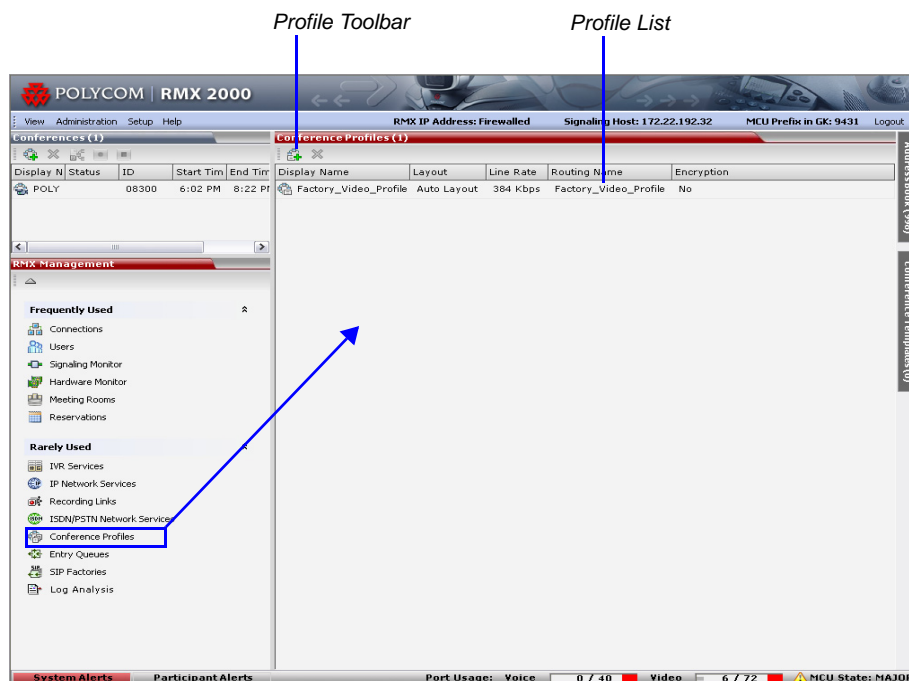 Profile Toolbar
Profile List
POLYCOM | RMX 2000
View Administration Setup Help RMX IP Address: Firewalled Signaling Host: 172.22.192.32 MCU Prefix in GK: 9431 Logout
Conferences (1)
Display N Status ID Start Tim End Tim
POLY 08300 6:02 PM 8:22 PM
Conference Profiles (1)
Display Name Layout Line Rate Routing Name Encryption
Factory_Video_Profile Auto Layout 384 Kbps Factory_Video_Profile No
RMX Management
Frequently Used
Connections
Users
Signaling Monitor
Hardware Monitor
Meeting Rooms
Reservations
Rarely Used
IVR Services
IP Network Services
Recording Links
ISDN/PSTN Network Services
Conference Profiles
Entry Queues
SIP Factories
Log Analysis
Conference Templates (0)
System Alerts Participant Alerts Port Usage: Voice 0 / 40 Video 6 / 72 MCU State: MAJOR